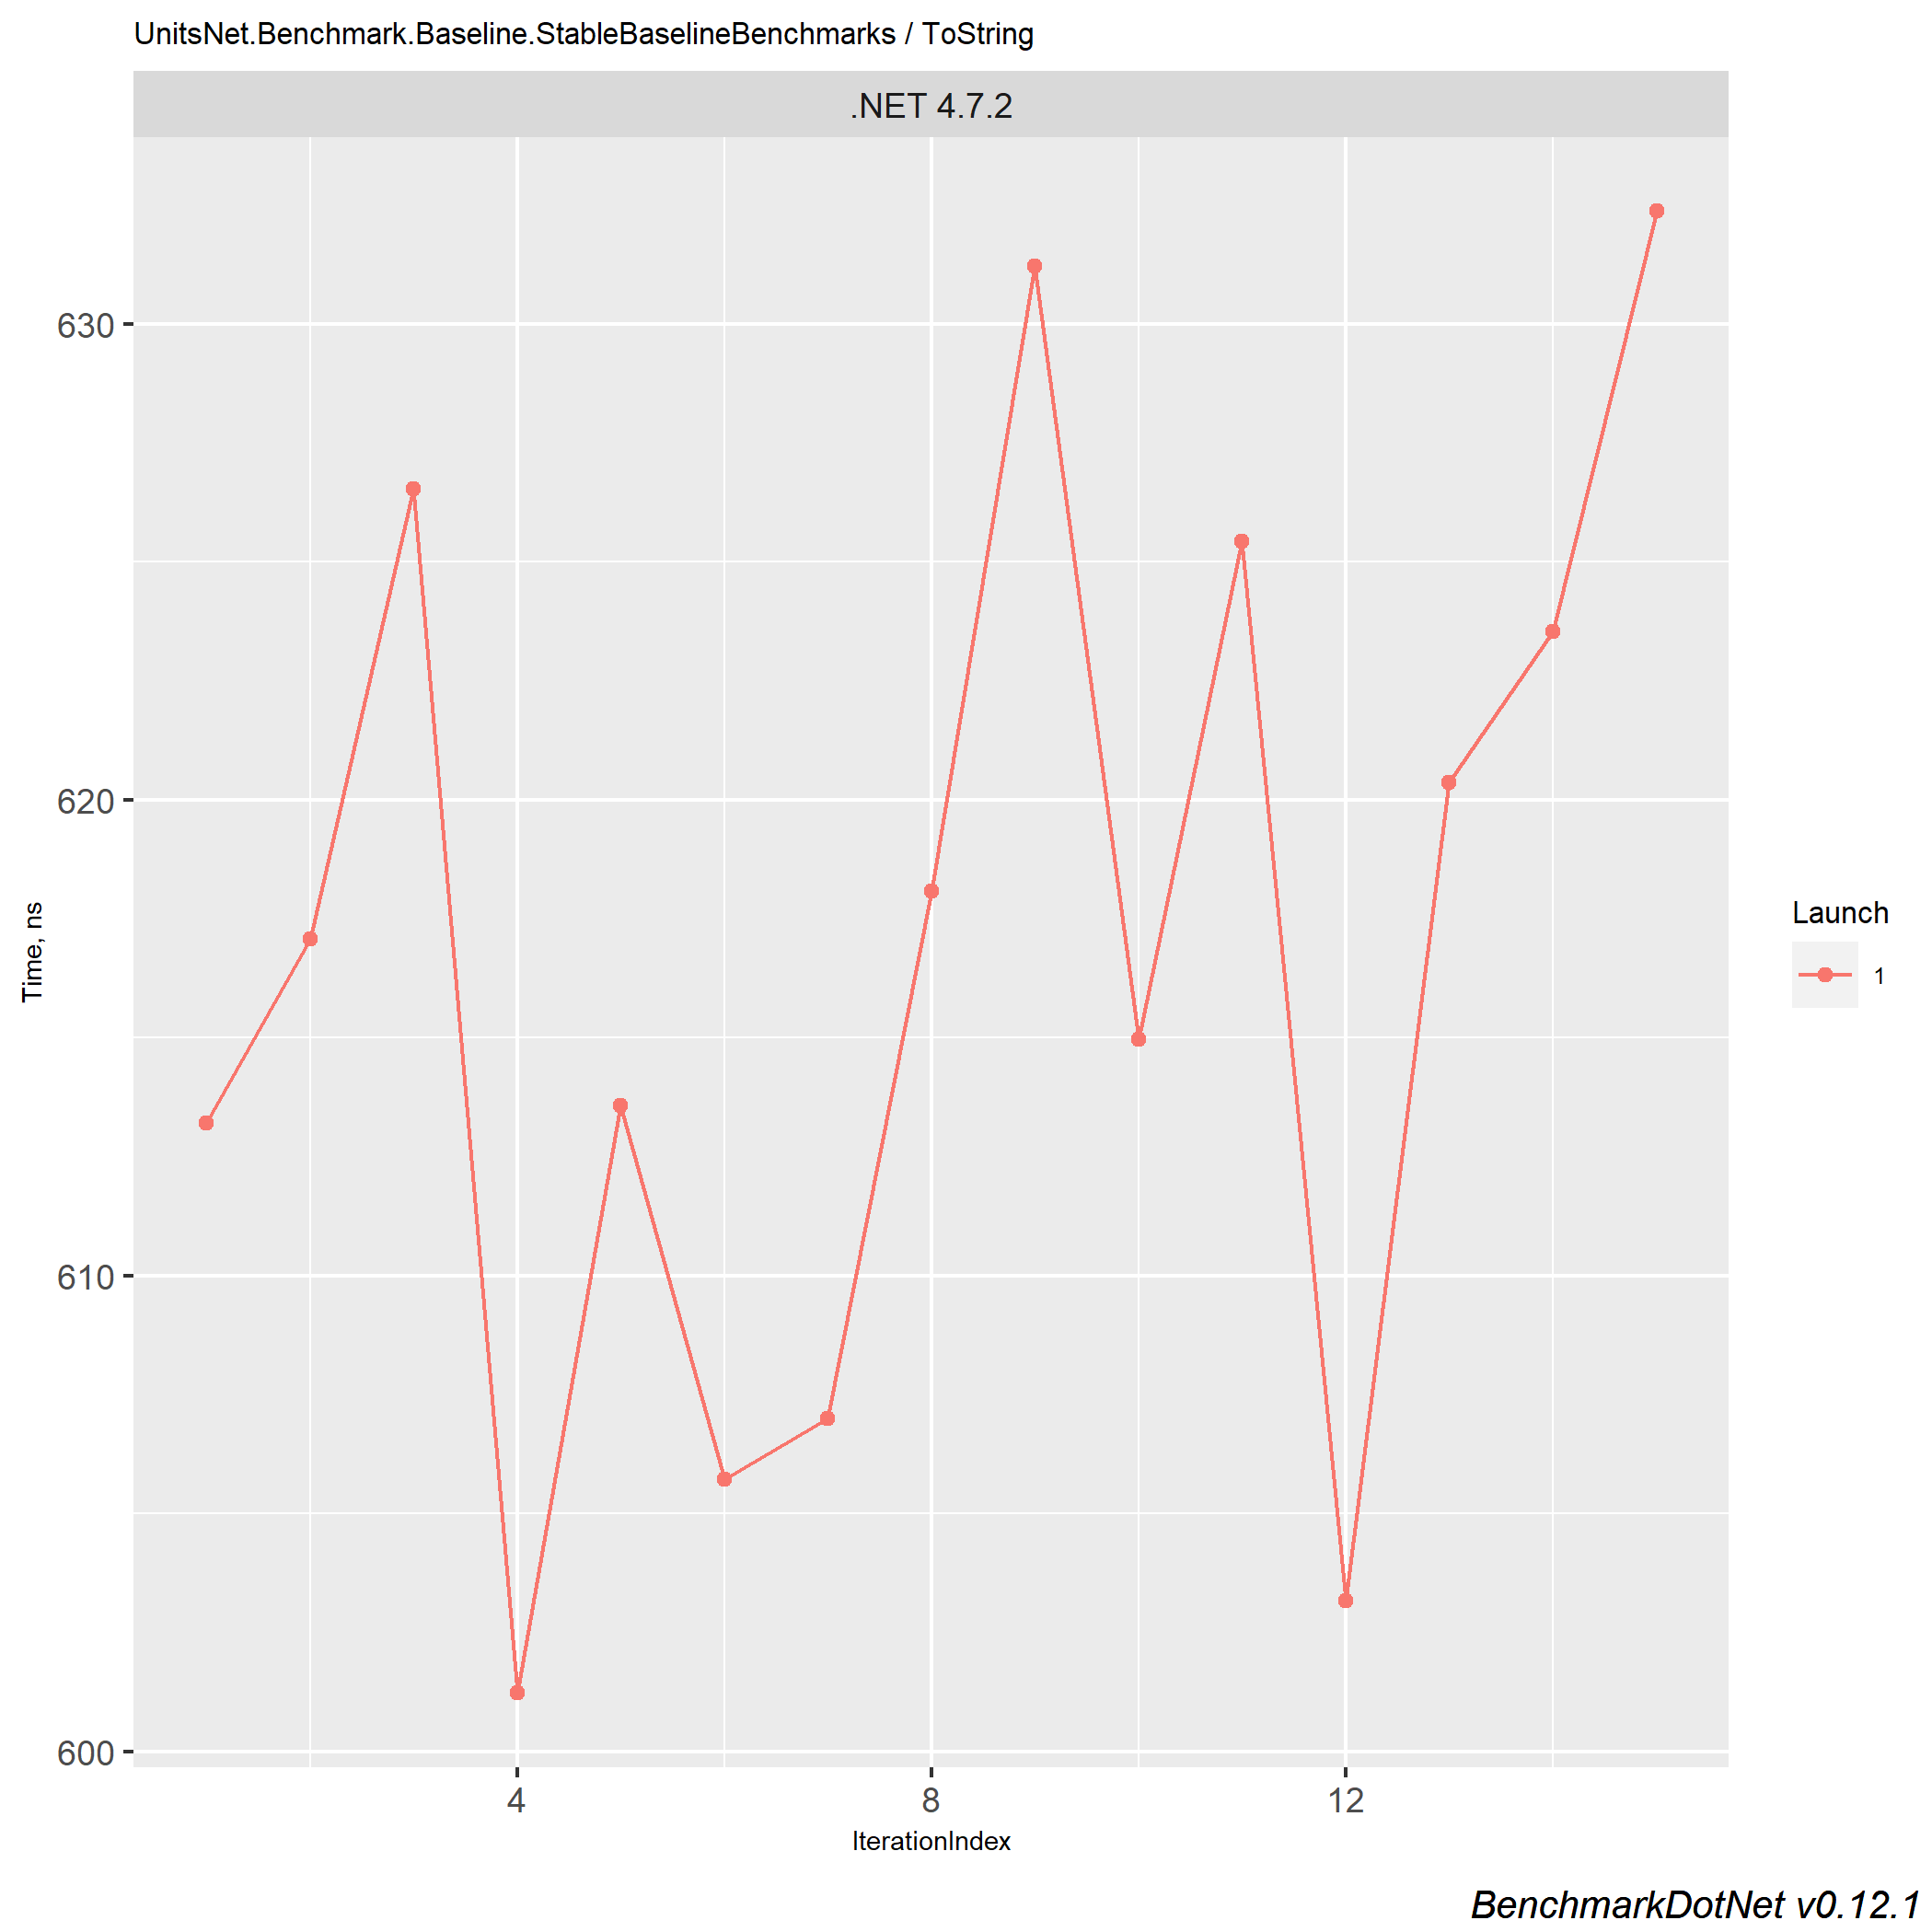 UnitsNet.Benchmark.Baseline.StableBaselineBenchmarks / ToString
.NET 4.7.2
630
620
610
600
Time, ns
4
8
12
IterationIndex
Launch
1
BenchmarkDotNet v0.12.1